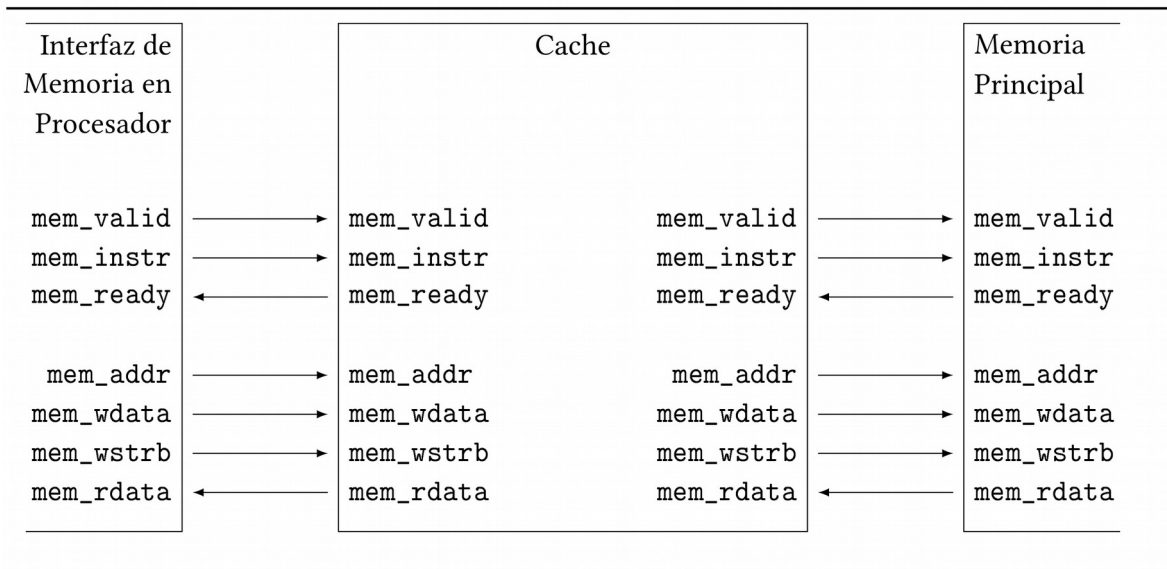 Interfaz de
Memoria en
Procesador
Cache
Memoria
Principal
mem_valid mem_valid mem_valid mem_valid
mem_instr mem_instr mem_instr mem_instr
mem_ready mem_ready mem_ready mem_ready
mem_addr mem_addr mem_addr mem_addr
mem_wdata mem_wdata mem_wdata mem_wdata
mem_wstrb mem_wstrb mem_wstrb mem_wstrb
mem_rdata mem_rdata mem_rdata mem_rdata